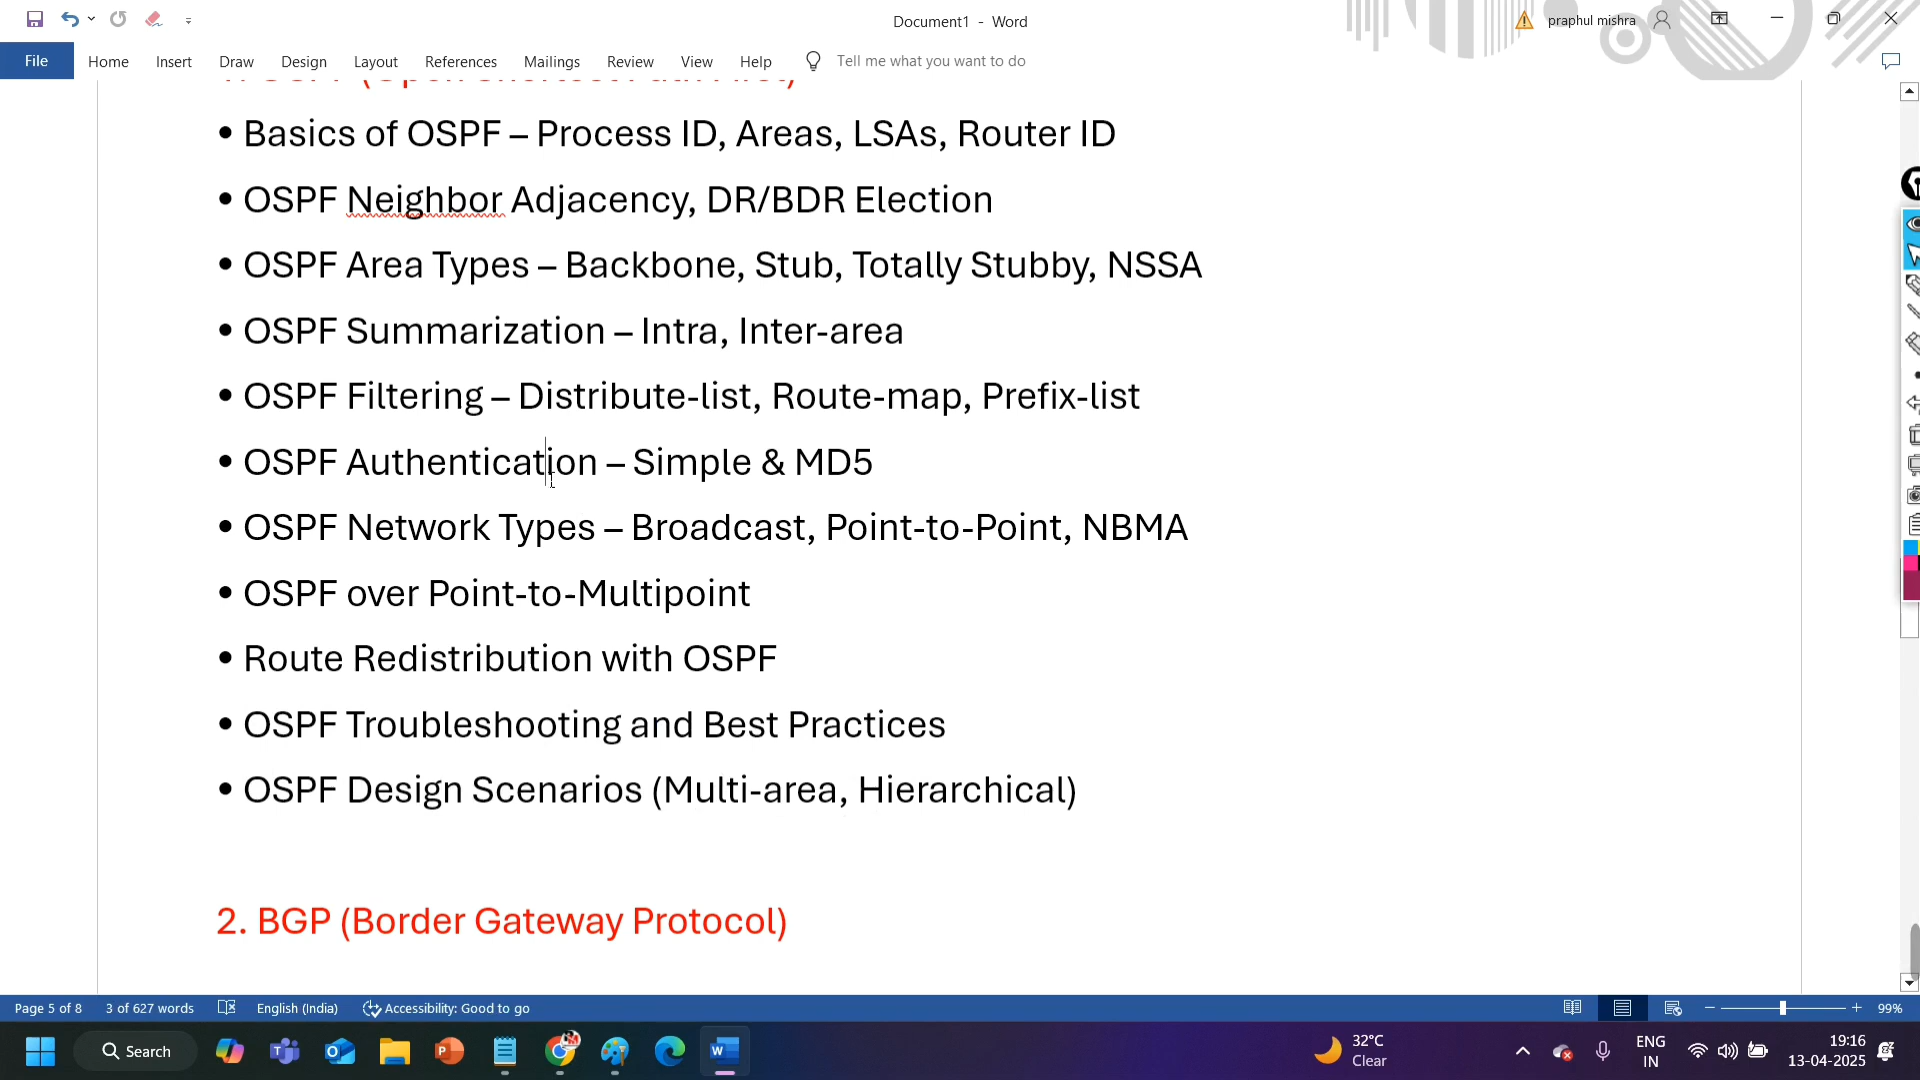 Document1 - Word
praphul mishra
File Home Insert Draw Design Layout References Mailings Review View Help Tell me what you want to do
• Basics of OSPF – Process ID, Areas, LSAs, Router ID
• OSPF Neighbor Adjacency, DR/BDR Election
• OSPF Area Types – Backbone, Stub, Totally Stubby, NSSA
• OSPF Summarization – Intra, Inter-area
• OSPF Filtering – Distribute-list, Route-map, Prefix-list
• OSPF Authentication – Simple & MD5
• OSPF Network Types – Broadcast, Point-to-Point, NBMA
• OSPF over Point-to-Multipoint
• Route Redistribution with OSPF
• OSPF Troubleshooting and Best Practices
• OSPF Design Scenarios (Multi-area, Hierarchical)
2. BGP (Border Gateway Protocol)
Page 5 of 8 3 of 627 words English (India) Accessibility: Good to go 99%
Search
32°C
Clear
ENG
IN
19:16
13-04-2025